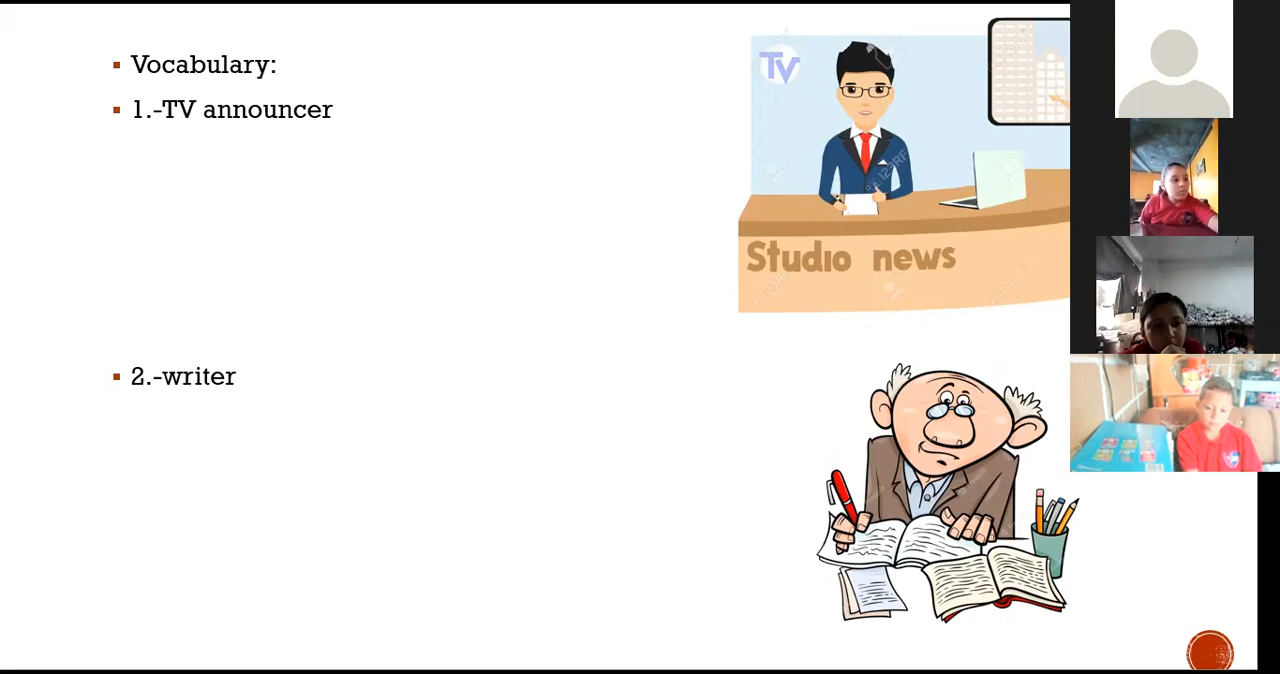 Vocabulary:
1.-TV announcer
TV
Studio news
2.-writer